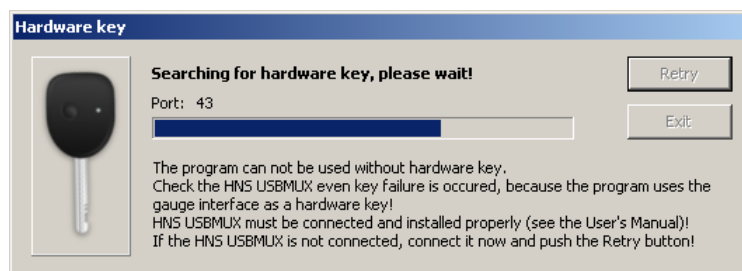 Hardware key
Searching for hardware key, please wait!
Retry
Port: 43
Exit
The program can not be used without hardware key.
Check the HNS USBMUX even key failure is occured, because the program uses the
gauge interface as a hardware key!
HNS USBMUX must be connected and installed properly (see the User's Manual)!
If the HNS USBMUX is not connected, connect it now and push the Retry button!